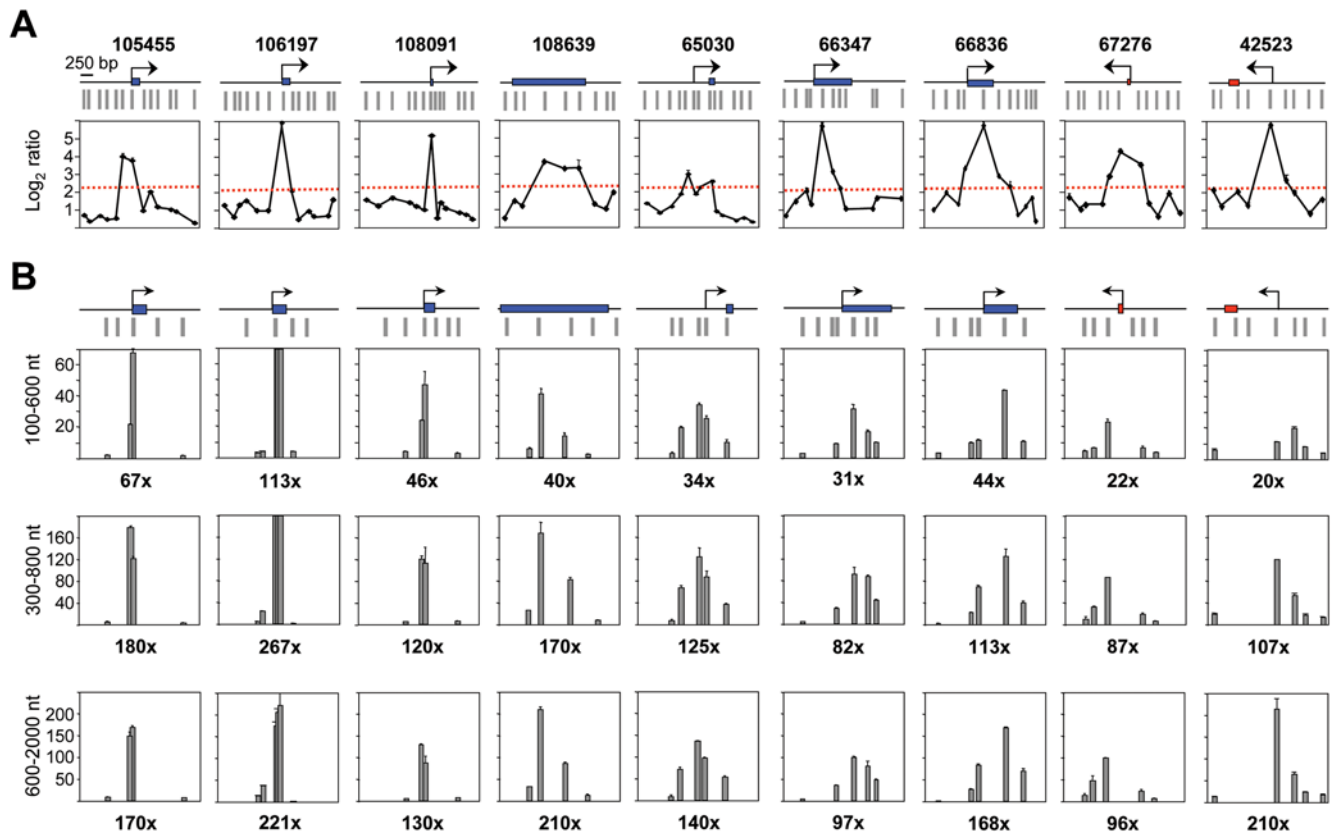 A
105455 106197 108091 108639 65030 66347 66836 67276 42523
250 bp
Log2 ratio
6
5
4
3
2
1
B
100-600 nt
60
40
20
67x 113x 46x 40x 34x 31x 44x 22x 20x
300-800 nt
160
120
80
40
180x 267x 120x 170x 125x 82x 113x 87x 107x
600-2000 nt
200
150
100
50
170x 221x 130x 210x 140x 97x 168x 96x 210x